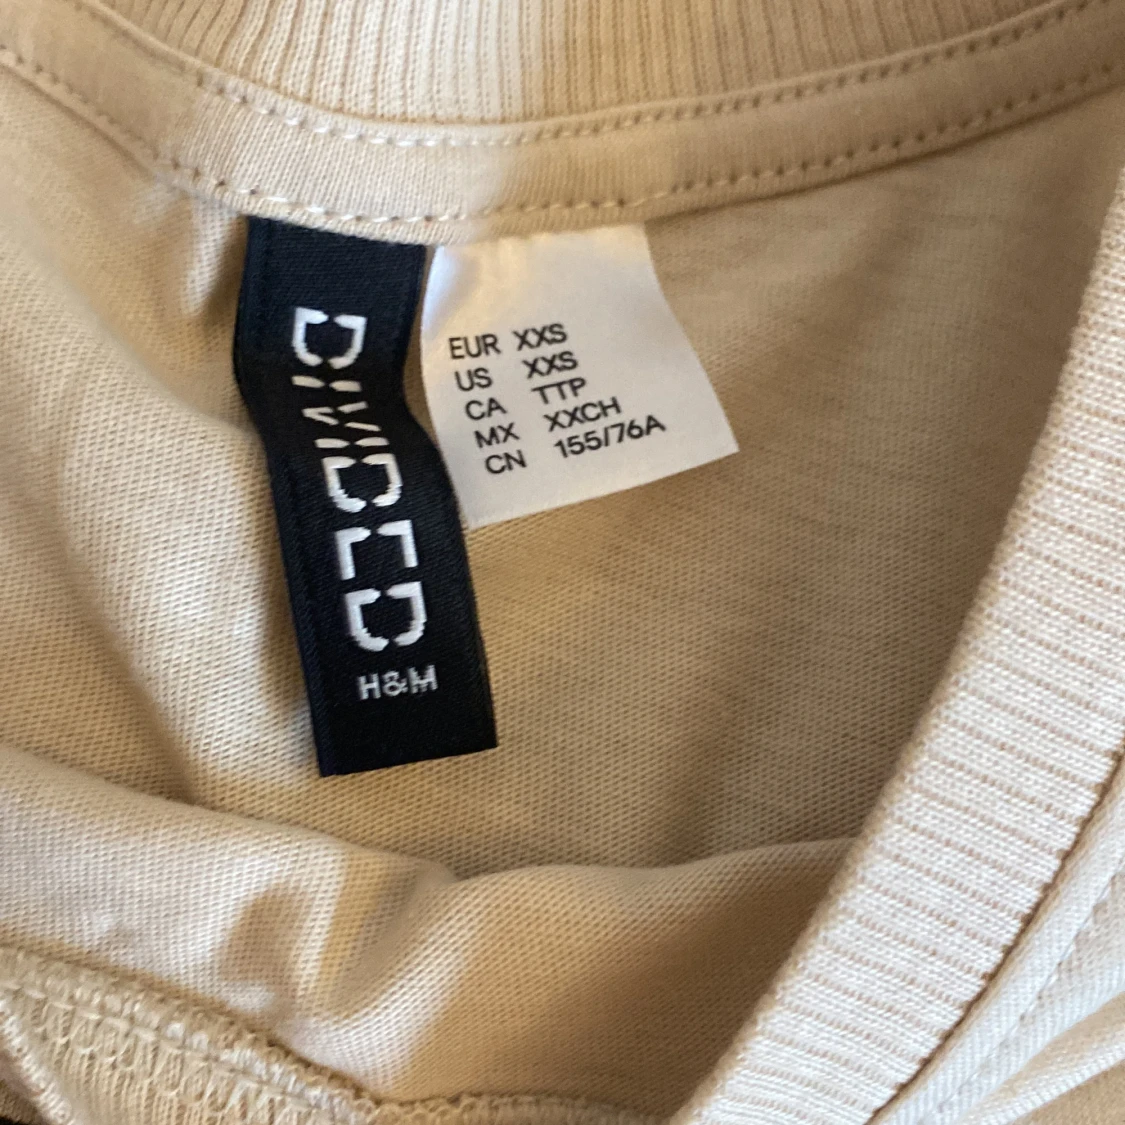 DIVIDED
H&M
EUR XXS
US XXS
CA TTP
MX XXCH
CN 155/76A